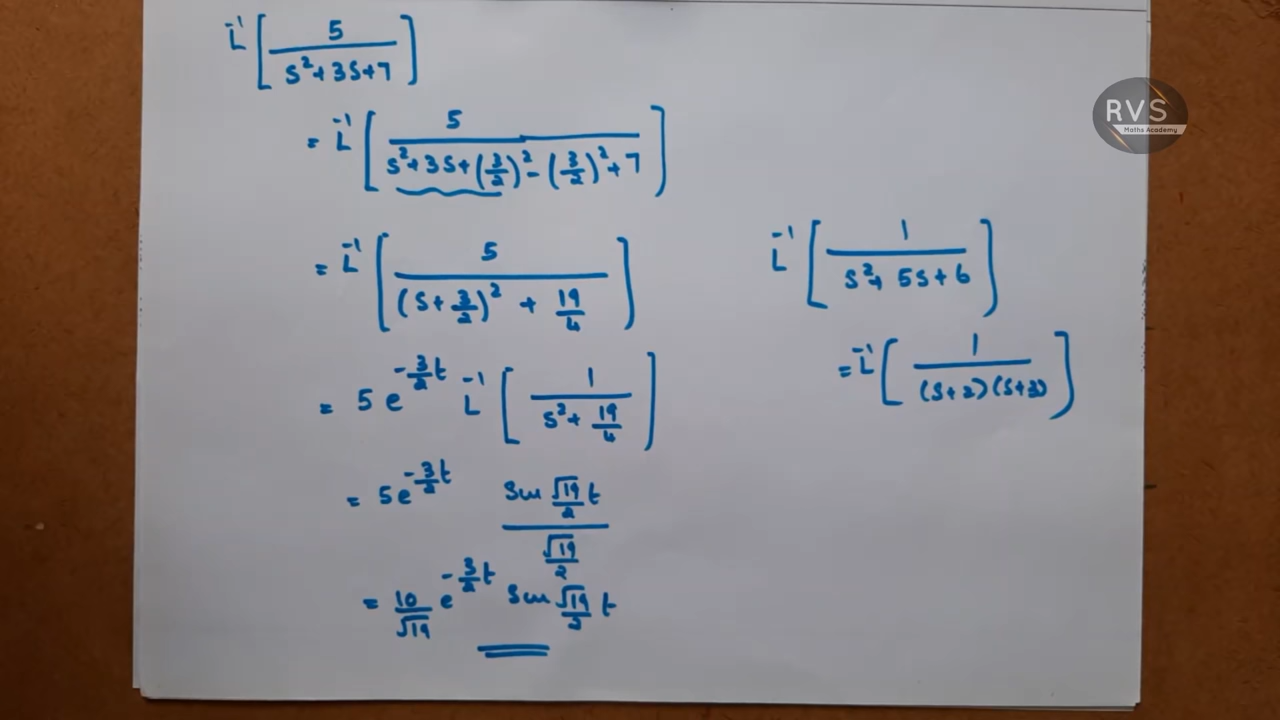 L⁻¹[5/(s²+3s+7)]
= L⁻¹[5/(s²+3s+(3/2)²-(3/2)²+7)]
= L⁻¹[5/((s+3/2)² + 19/4)]
= 5 e^(-3/2 t) L⁻¹[1/(s²+19/4)]
= 5e^(-3/2 t) (Sin √19/2 t)/(√19/2)
= 10/√19 e^(-3/2 t) Sin √19/2 t
L⁻¹[1/(s²+5s+6)]
= L⁻¹[1/((s+2)(s+3))]
RVS
Maths Academy